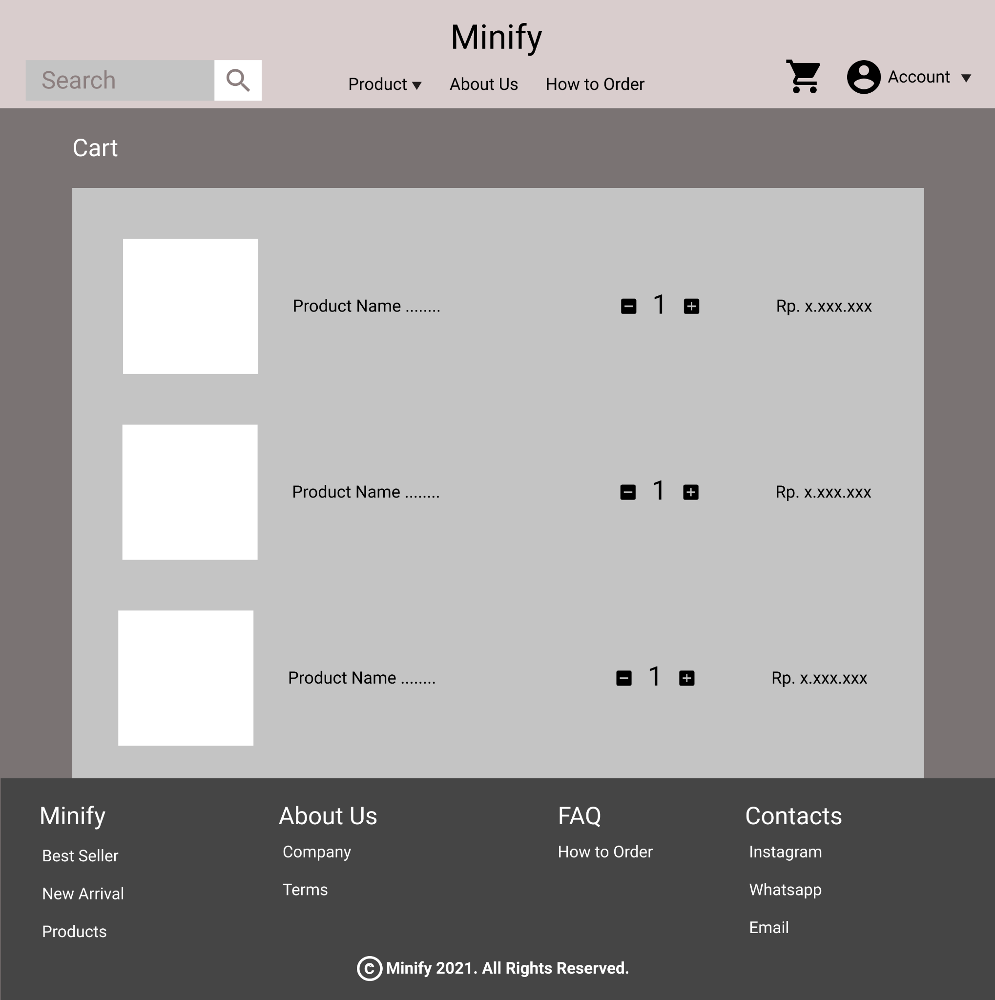 Minify
Search
Product ▼ About Us How to Order
Account ▼
Cart
Product Name ........ 1 Rp. x.xxx.xxx
Product Name ........ 1 Rp. x.xxx.xxx
Product Name ........ 1 Rp. x.xxx.xxx
Minify
Best Seller
New Arrival
Products
About Us
Company
Terms
FAQ
How to Order
Contacts
Instagram
Whatsapp
Email
© Minify 2021. All Rights Reserved.